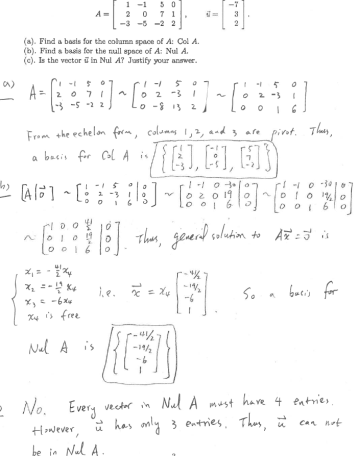 A = [ 1 -1 5 0 ; 2 0 7 1 ; -3 -5 -2 2 ], u⃗ = [ -7 ; 3 ; 2 ].
(a). Find a basis for the column space of A: Col A.
(b). Find a basis for the null space of A: Nul A.
(c). Is the vector u⃗ in Nul A? Justify your answer.
a) A = [ 1 -1 5 0 ; 2 0 7 1 ; -3 -5 -2 2 ] ~ [ 1 -1 5 0 ; 0 2 -3 1 ; 0 -8 13 2 ] ~ [ 1 -1 5 0 ; 0 2 -3 1 ; 0 0 1 6 ]
From the echelon form, columns 1, 2, and 3 are pivot. Thus,
a basis for Col A is { [ 1 ; 2 ; -3 ], [ -1 ; 0 ; -5 ], [ 5 ; 7 ; -2 ] }
b) [A|0⃗] ~ [ 1 -1 5 0 | 0 ; 0 2 -3 1 | 0 ; 0 0 1 6 | 0 ] ~ [ 1 -1 0 -30 | 0 ; 0 2 0 19 | 0 ; 0 0 1 6 | 0 ] ~ [ 1 -1 0 -30 | 0 ; 0 1 0 19/2 | 0 ; 0 0 1 6 | 0 ]
~ [ 1 0 0 41/2 | 0 ; 0 1 0 19/2 | 0 ; 0 0 1 6 | 0 ]. Thus, general solution to Ax⃗ = 0⃗ is
x₁ = -41/2 x₄
x₂ = -19/2 x₄
x₃ = -6x₄
x₄ is free
i.e. x⃗ = x₄ [ -41/2 ; -19/2 ; -6 ; 1 ]. So a basis for
Nul A is { [ -41/2 ; -19/2 ; -6 ; 1 ] }
No. Every vector in Nul A must have 4 entries.
However, u⃗ has only 3 entries. Thus, u⃗ can not
be in Nul A.